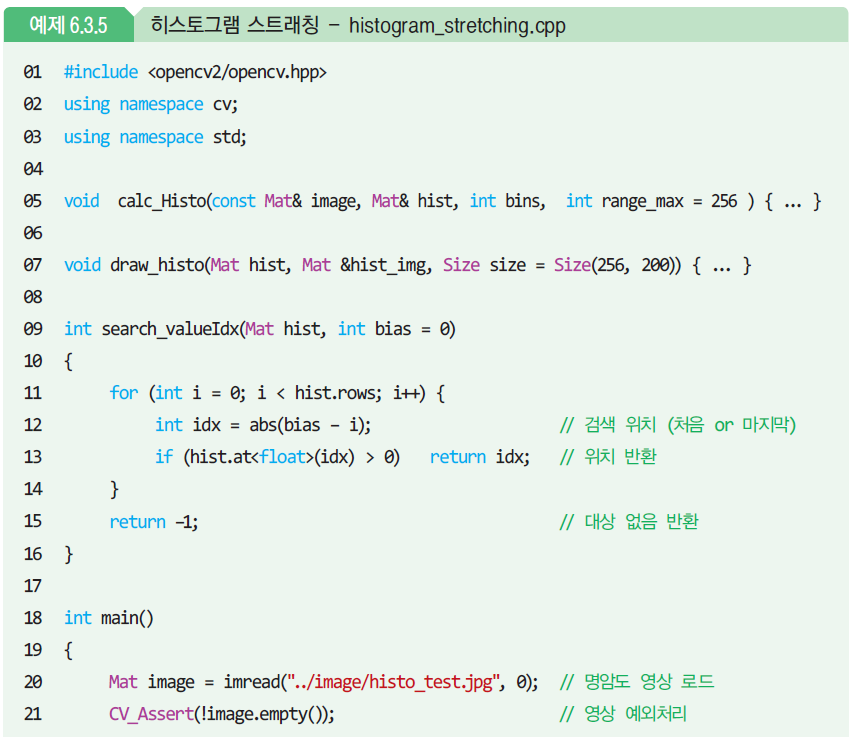 예제 6.3.5 히스토그램 스트래칭 - histogram_stretching.cpp
01 #include <opencv2/opencv.hpp>
02 using namespace cv;
03 using namespace std;
04
05 void calc_Histo(const Mat& image, Mat& hist, int bins, int range_max = 256 ) { … }
06
07 void draw_histo(Mat hist, Mat &hist_img, Size size = Size(256, 200)) { … }
08
09 int search_valueIdx(Mat hist, int bias = 0)
10 {
11 for (int i = 0; i < hist.rows; i++) {
12 int idx = abs(bias - i); // 검색 위치 (처음 or 마지막)
13 if (hist.at<float>(idx) > 0) return idx; // 위치 반환
14 }
15 return -1; // 대상 없음 반환
16 }
17
18 int main()
19 {
20 Mat image = imread("../image/histo_test.jpg", 0); // 명암도 영상 로드
21 CV_Assert(!image.empty()); // 영상 예외처리